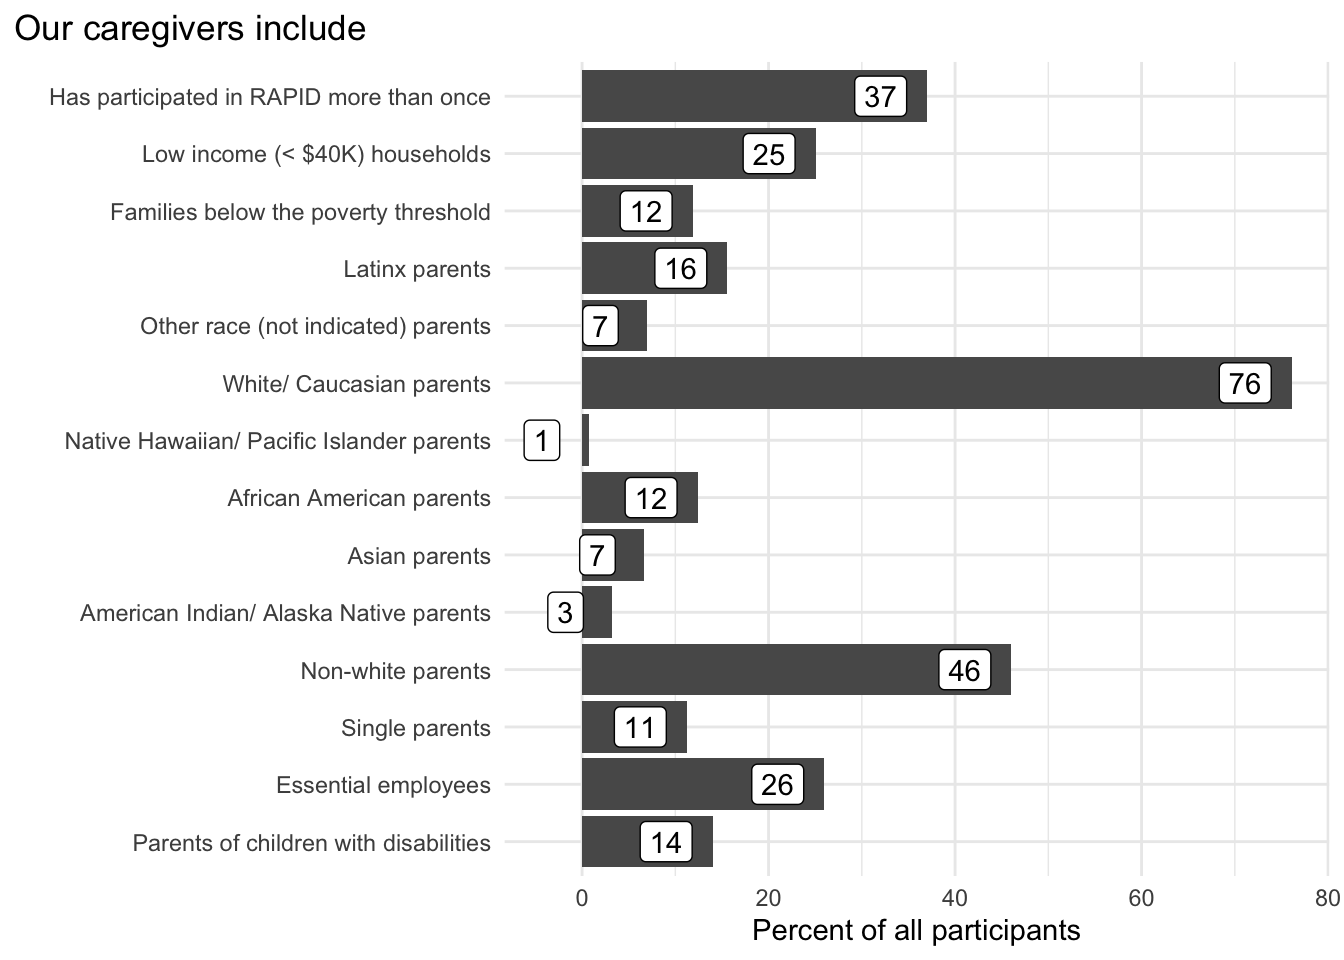 Our caregivers include
Has participated in RAPID more than once 37
Low income (< $40K) households 25
Families below the poverty threshold 12
Latinx parents 16
Other race (not indicated) parents 7
White/ Caucasian parents 76
Native Hawaiian/ Pacific Islander parents 1
African American parents 12
Asian parents 7
American Indian/ Alaska Native parents 3
Non-white parents 46
Single parents 11
Essential employees 26
Parents of children with disabilities 14
0 20 40 60 80
Percent of all participants